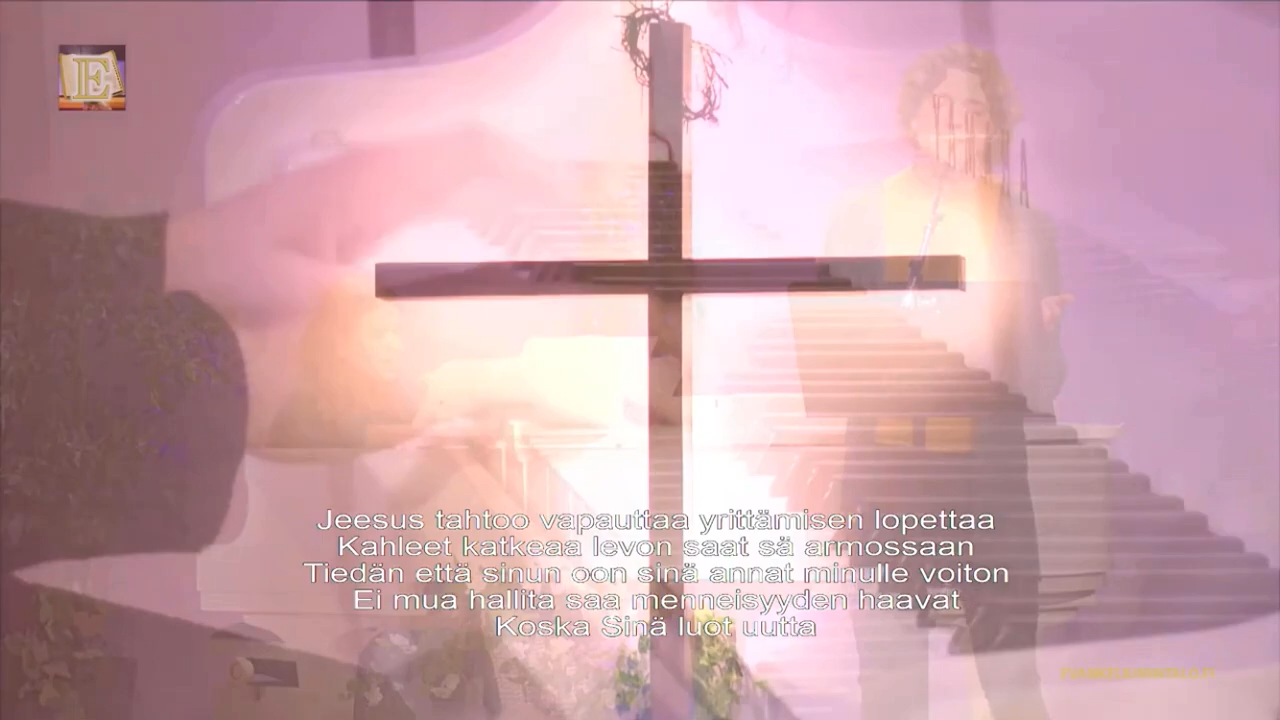 E
Jeesus tahtoo vapauttaa yrittämisen lopettaa
Kahleet katkeaa levon saat sä armossaan
Tiedän että sinun oon sinä annat minulle voiton
Ei mua hallita saa menneisyyden haavat
Koska Sinä luot uutta